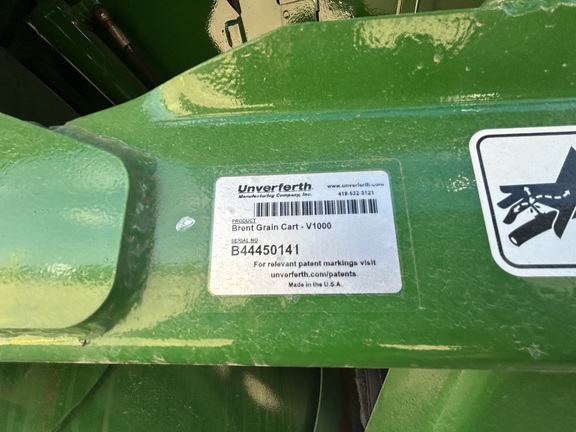 Unverferth
Manufacturing Company, Inc.
www.unverferth.com
419-532-3121
PRODUCT
Brent Grain Cart - V1000
SERIAL NO
B44450141
For relevant patent markings visit
unverferth.com/patents
Made in the U.S.A.